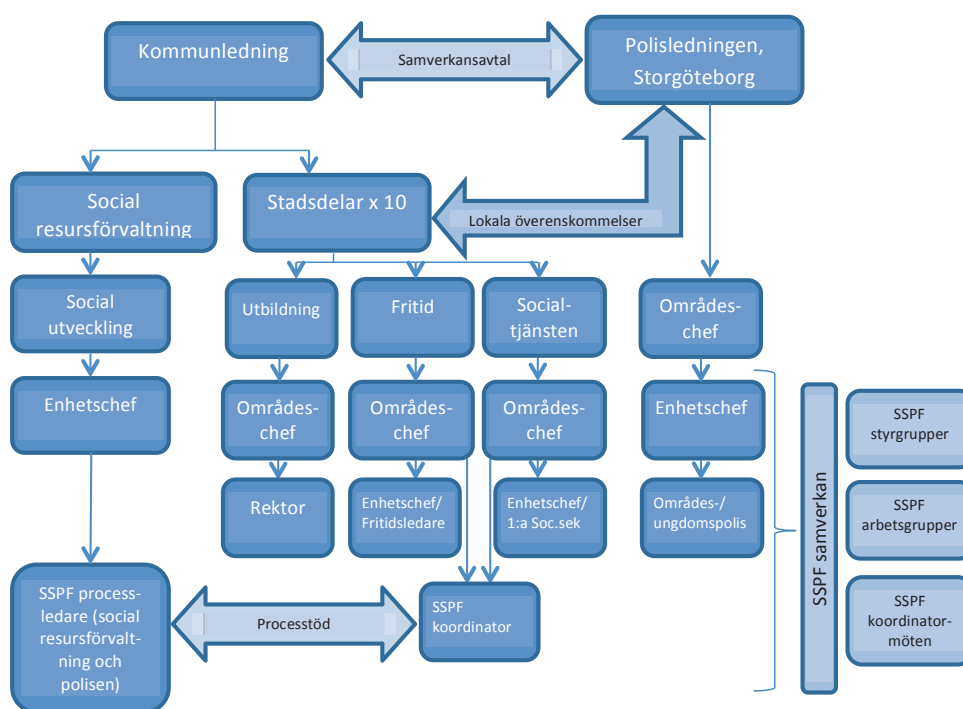 Kommunledning
Samverkansavtal
Polisledningen,
Storgöteborg
Social
resursförvaltning
Stadsdelar x 10
Lokala överenskommelser
Social
utveckling
Utbildning
Fritid
Social-
tjänsten
Områdes-
chef
Enhetschef
Områdes-
chef
Områdes-
chef
Områdes-
chef
Enhetschef
Rektor
Enhetschef/
Fritidsledare
Enhetschef/
1:a Soc.sek
Områdes-/
ungdomspolis
SSPF process-
ledare (social
resursförvalt-
ning och
polisen)
Processtöd
SSPF
koordinator
SSPF samverkan
SSPF
styrgrupper
SSPF
arbetsgrupper
SSPF
koordinator-
möten